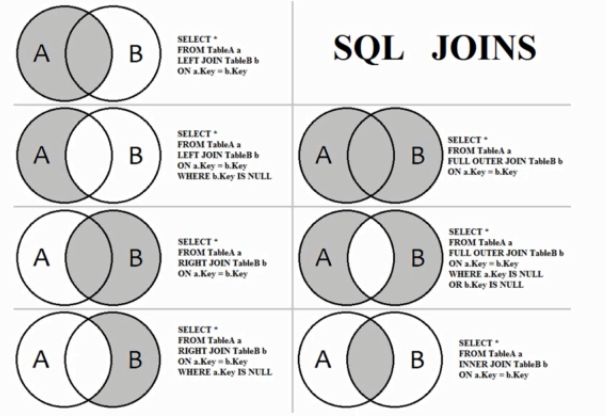 A
B
SELECT *
FROM TableA a
LEFT JOIN TableB b
ON a.Key = b.Key
SQL JOINS
A
B
SELECT *
FROM TableA a
LEFT JOIN TableB b
ON a.Key = b.Key
WHERE b.Key IS NULL
A
B
SELECT *
FROM TableA a
FULL OUTER JOIN TableB b
ON a.Key = b.Key
A
B
SELECT *
FROM TableA a
RIGHT JOIN TableB b
ON a.Key = b.Key
A
B
SELECT *
FROM TableA a
FULL OUTER JOIN TableB b
ON a.Key = b.Key
WHERE a.Key IS NULL
OR b.Key IS NULL
A
B
SELECT *
FROM TableA a
RIGHT JOIN TableB b
ON a.Key = b.Key
WHERE a.Key IS NULL
A
B
SELECT *
FROM TableA a
INNER JOIN TableB b
ON a.Key = b.Key